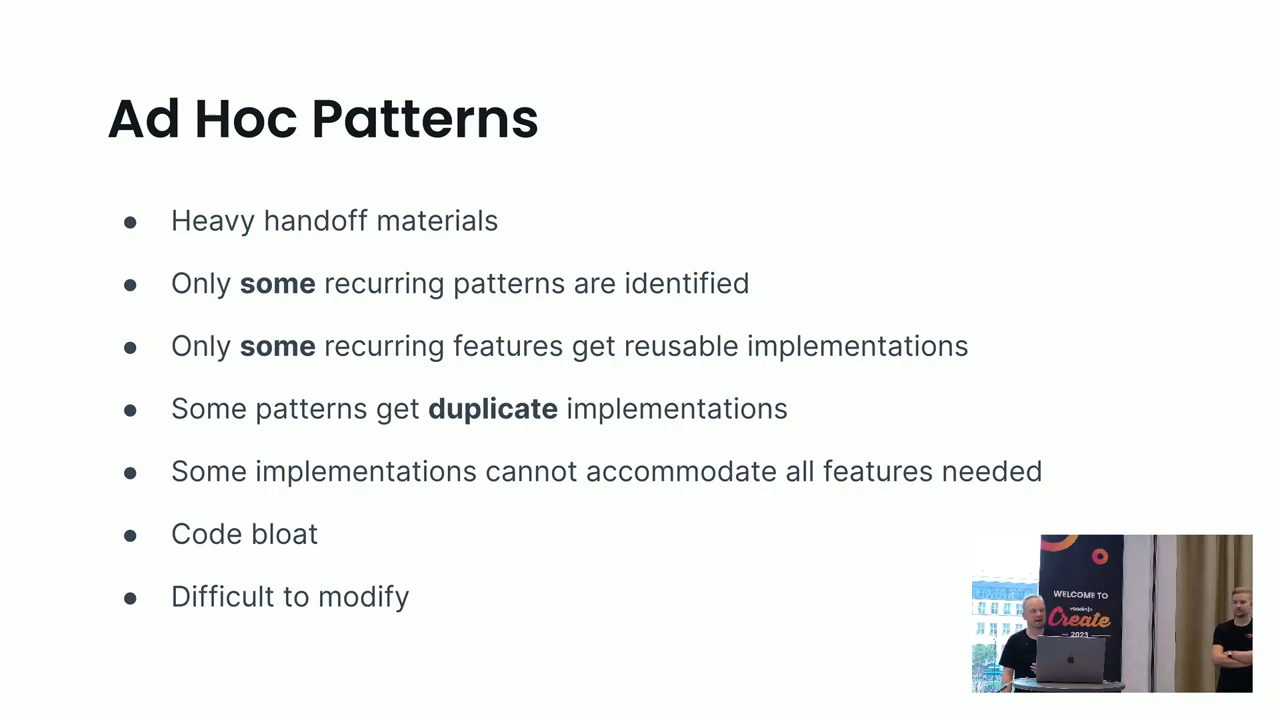 Ad Hoc Patterns
● Heavy handoff materials
● Only some recurring patterns are identified
● Only some recurring features get reusable implementations
● Some patterns get duplicate implementations
● Some implementations cannot accommodate all features needed
● Code bloat
● Difficult to modify
WELCOME TO
vaadin}>
Create
2023